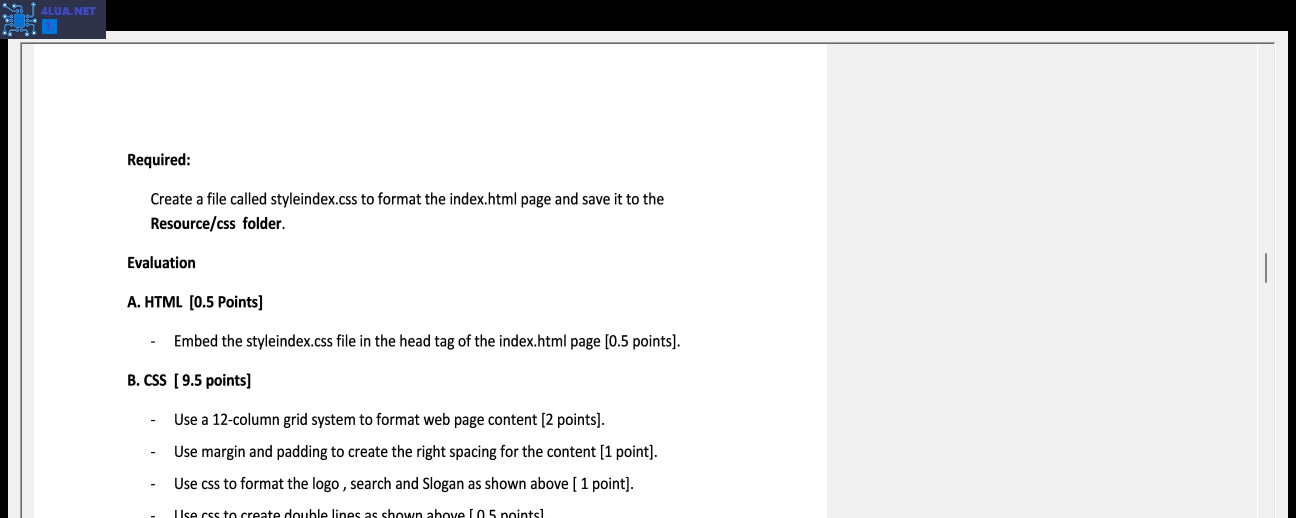 4LUA.NET
Required:
Create a file called styleindex.css to format the index.html page and save it to the
Resource/css folder.
Evaluation
A. HTML [0.5 Points]
- Embed the styleindex.css file in the head tag of the index.html page [0.5 points].
B. CSS [ 9.5 points]
- Use a 12-column grid system to format web page content [2 points].
- Use margin and padding to create the right spacing for the content [1 point].
- Use css to format the logo , search and Slogan as shown above [ 1 point].
- Use css to create double lines as shown above [ 0.5 points].